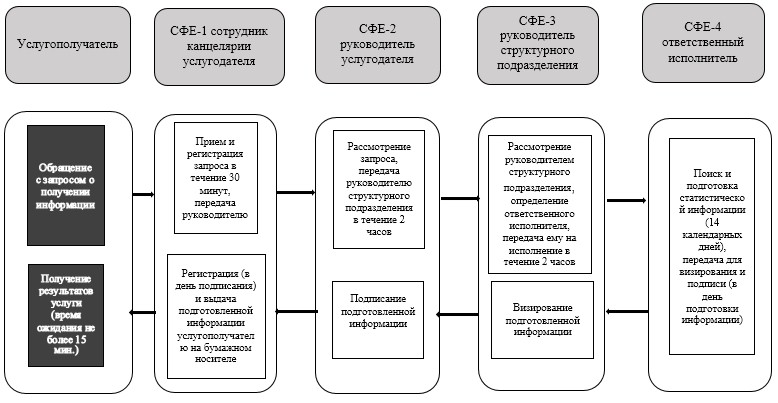 Услугополучатель
СФЕ-1 сотрудник
канцелярии
услугодателя
СФЕ-2
руководитель
услугодателя
СФЕ-3
руководитель
структурного
подразделения
СФЕ-4
ответственный
исполнитель
Обращение
с запросом о
получении
информации
Прием и
регистрация
запроса в
течение 30
минут,
передача
руководителю
Рассмотрение
запроса,
передача
руководителю
структурного
подразделения
в течение 2
часов
Рассмотрение
руководителем
структурного
подразделения,
определение
ответственного
исполнителя,
передача ему на
исполнение в
течение 2 часов
Поиск и
подготовка
статистическо
й информации
(14
календарных
дней),
передача для
визирования и
подписи (в
день
подготовки
информации)
Получение
результатов
услуги
(время
ожидания не
более 15
мин.)
Регистрация (в
день подписания)
и выдача
подготовленной
информации
услугополучател
ю на бумажном
носителе
Подписание
подготовленной
информации
Визирование
подготовленной
информации